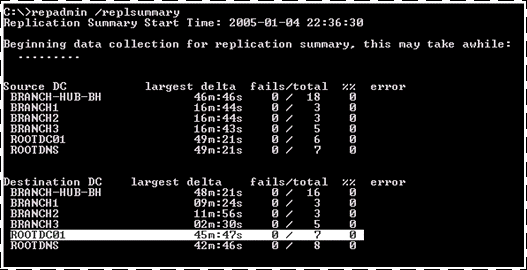 C:\>repadmin /replsummary
Replication Summary Start Time: 2005-01-04 22:36:30
Beginning data collection for replication summary, this may take awhile:
.........
Source DC largest delta fails/total %% error
BRANCH-HUB-BH 46m:46s 0 / 18 0
BRANCH1 16m:44s 0 / 3 0
BRANCH2 16m:44s 0 / 3 0
BRANCH3 16m:43s 0 / 5 0
ROOTDC01 49m:21s 0 / 6 0
ROOTDNS 49m:21s 0 / 7 0
Destination DC largest delta fails/total %% error
BRANCH-HUB-BH 48m:21s 0 / 16 0
BRANCH1 09m:24s 0 / 3 0
BRANCH2 11m:56s 0 / 3 0
BRANCH3 02m:30s 0 / 5 0
ROOTDC01 45m:47s 0 / 7 0
ROOTDNS 42m:46s 0 / 8 0